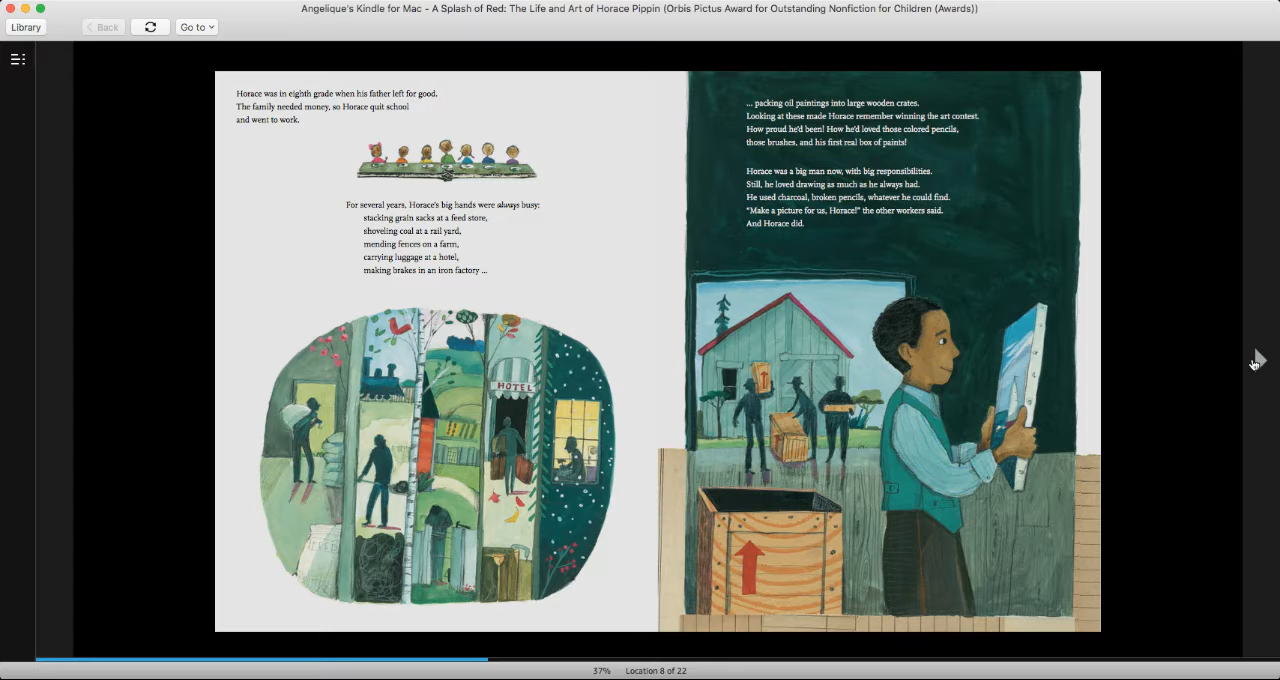 Angelique's Kindle for Mac - A Splash of Red: The Life and Art of Horace Pippin (Orbis Pictus Award for Outstanding Nonfiction for Children (Awards))
Library
Back
Go to
Horace was in eighth grade when his father left for good.
The family needed money, so Horace quit school
and went to work.
For several years, Horace's big hands were always busy:
stacking grain sacks at a feed store,
shoveling coal at a rail yard,
mending fences on a farm,
carrying luggage at a hotel,
making brakes in an iron factory ...
HOTEL
... packing oil paintings into large wooden crates.
Looking at these made Horace remember winning the art contest.
How proud he'd been! How he'd loved those colored pencils,
those brushes, and his first real box of paints!
Horace was a big man now, with big responsibilities.
Still, he loved drawing as much as he always had.
He used charcoal, broken pencils, whatever he could find.
"Make a picture for us, Horace!" the other workers said.
And Horace did.
37% Location 8 of 22